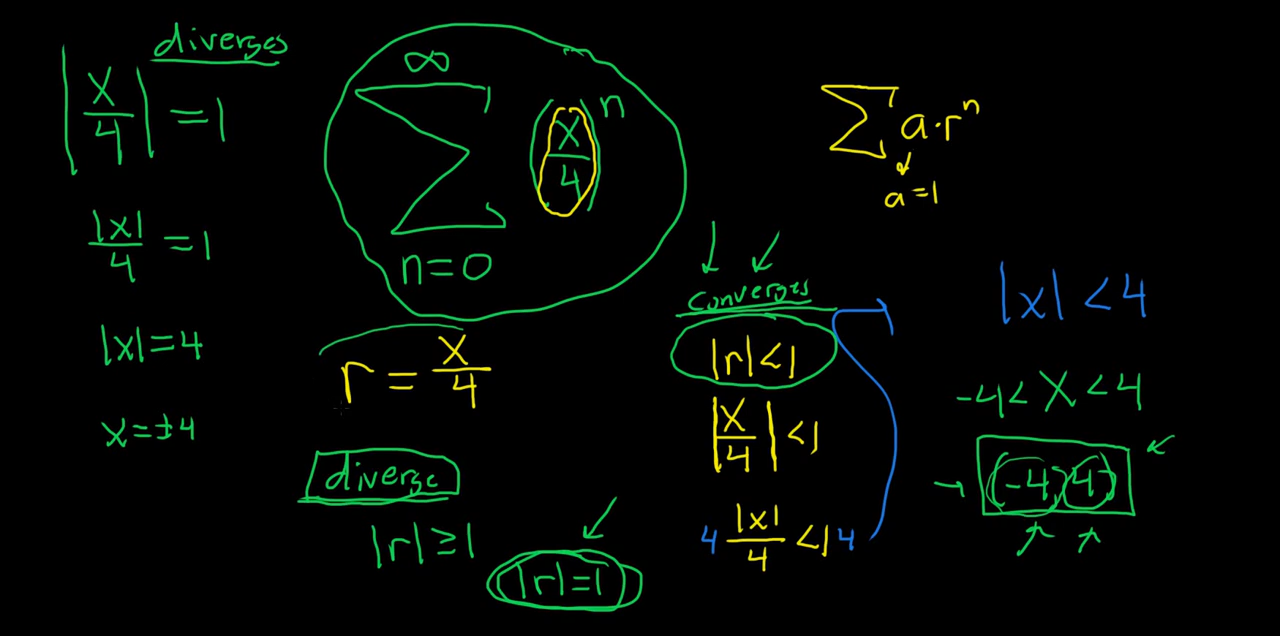 diverges
|x/4| = 1
|x|/4 = 1
|x| = 4
x = ±4
∞
∑ (x/4)^n
n = 0
r = x/4
diverge
|r| ≥ 1
|r| = 1
∑ a·r^n
a = 1
converges
|r| < 1
|x/4| < 1
4 |x|/4 < 1 4
|x| < 4
-4 < x < 4
(-4, 4)